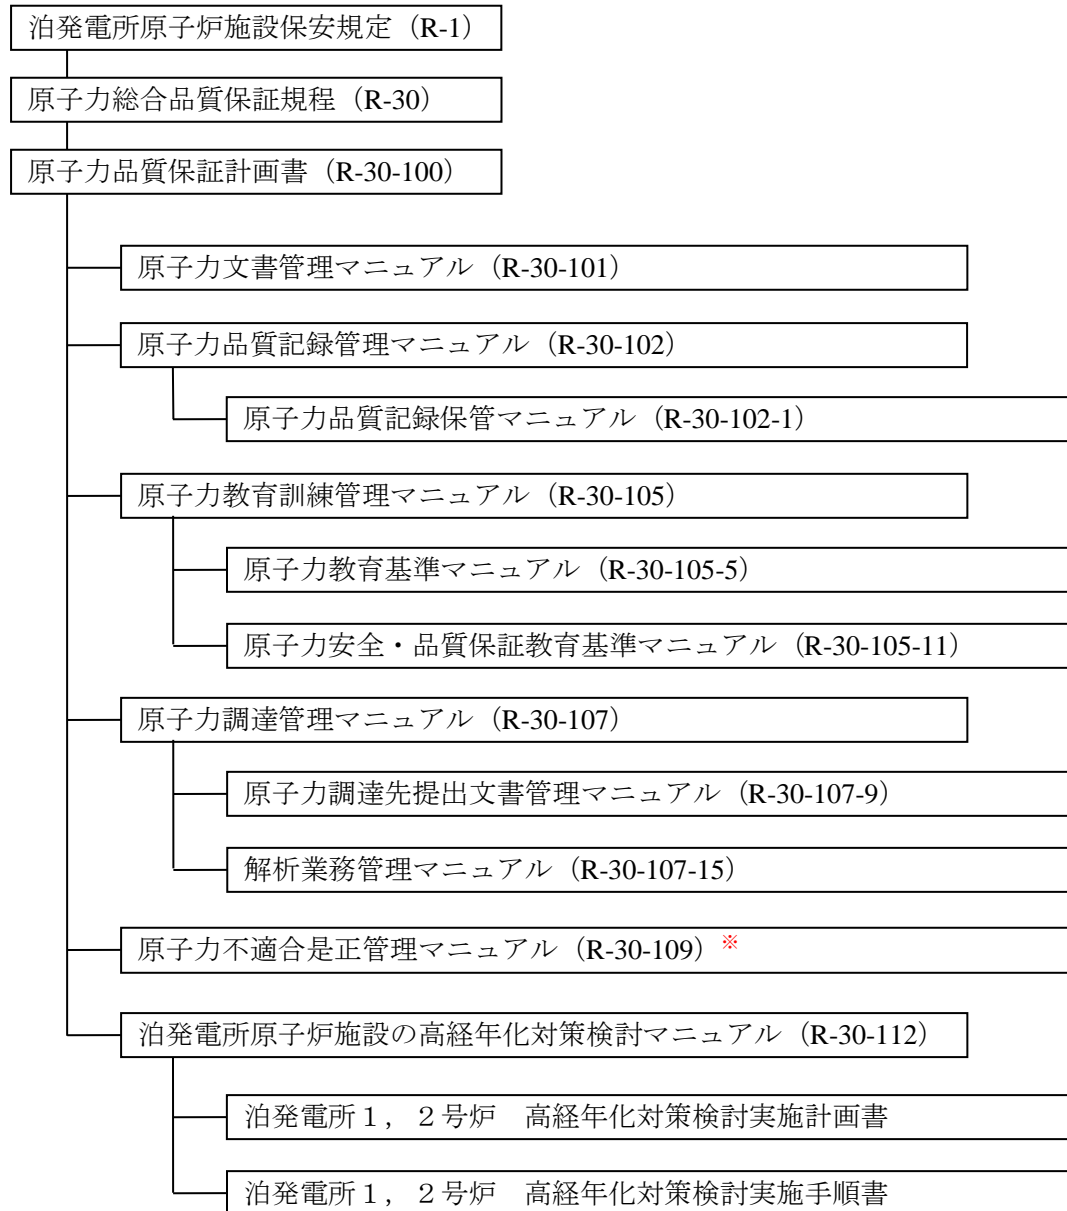 泊発電所原子炉施設保安規定（R-1）
原子力総合品質保証規程（R-30）
原子力品質保証計画書（R-30-100）
原子力文書管理マニュアル（R-30-101）
原子力品質記録管理マニュアル（R-30-102）
原子力品質記録保管マニュアル（R-30-102-1）
原子力教育訓練管理マニュアル（R-30-105）
原子力教育基準マニュアル（R-30-105-5）
原子力安全・品質保証教育基準マニュアル（R-30-105-11）
原子力調達管理マニュアル（R-30-107）
原子力調達先提出文書管理マニュアル（R-30-107-9）
解析業務管理マニュアル（R-30-107-15）
原子力不適合是正管理マニュアル（R-30-109）※
泊発電所原子炉施設の高経年化対策検討マニュアル（R-30-112）
泊発電所１，２号炉　高経年化対策検討実施計画書
泊発電所１，２号炉　高経年化対策検討実施手順書